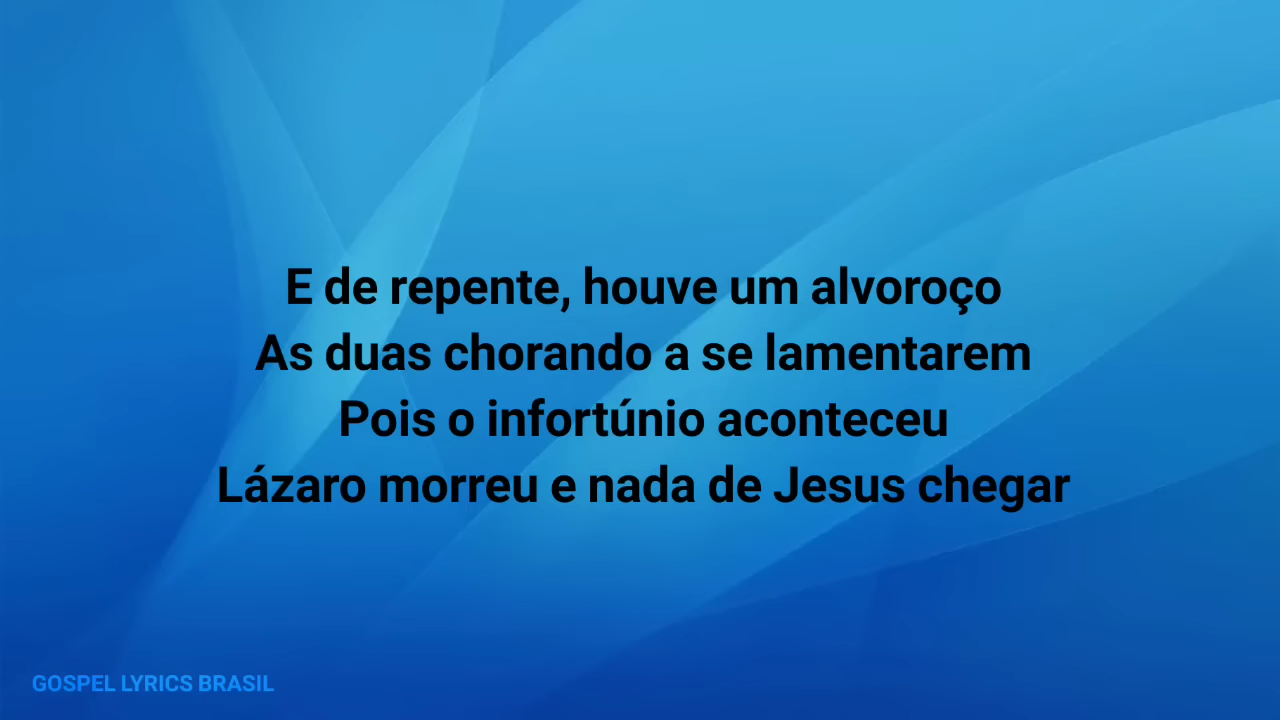 E de repente, houve um alvoroço
As duas chorando a se lamentarem
Pois o infortúnio aconteceu
Lázaro morreu e nada de Jesus chegar
GOSPEL LYRICS BRASIL